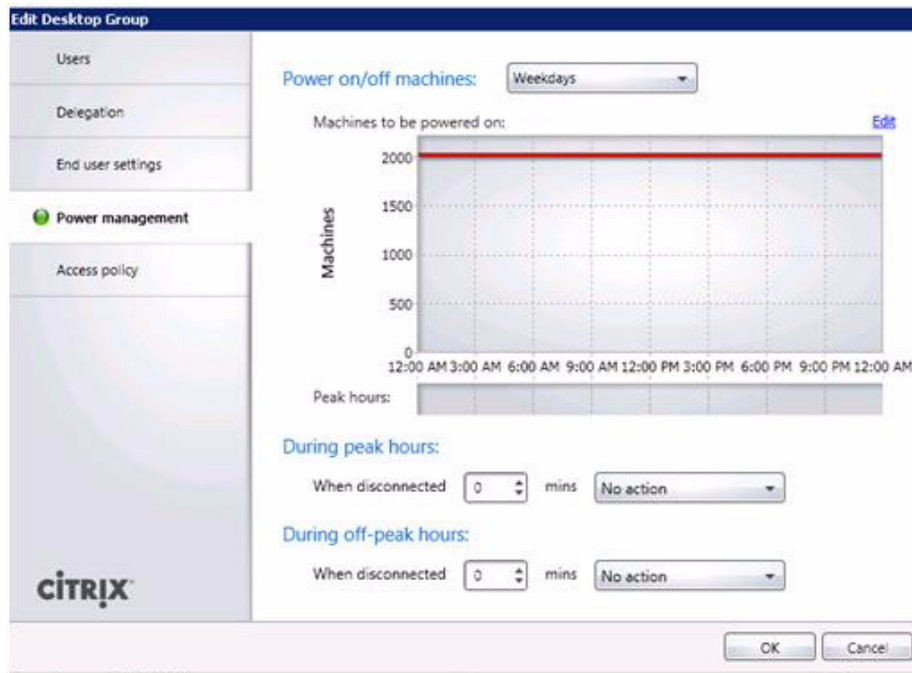 Edit Desktop Group
Users
Delegation
End user settings
Power management
Access policy
CİTRIX
Power on/off machines: Weekdays
Machines to be powered on: Edit
Machines
2000
1500
1000
500
0
12:00 AM 3:00 AM 6:00 AM 9:00 AM 12:00 PM 3:00 PM 6:00 PM 9:00 PM 12:00 AM
Peak hours:
During peak hours:
When disconnected 0 mins No action
During off-peak hours:
When disconnected 0 mins No action
OK Cancel